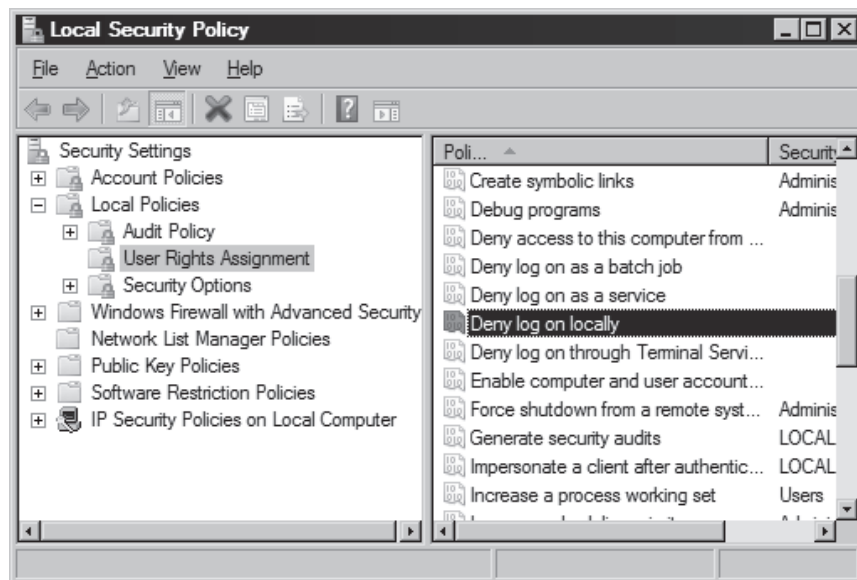 Local Security Policy
File Action View Help
Security Settings
Account Policies
Local Policies
Audit Policy
User Rights Assignment
Security Options
Windows Firewall with Advanced Security
Network List Manager Policies
Public Key Policies
Software Restriction Policies
IP Security Policies on Local Computer
Poli... Security
Create symbolic links Adminis
Debug programs Adminis
Deny access to this computer from ...
Deny log on as a batch job
Deny log on as a service
Deny log on locally
Deny log on through Terminal Servi...
Enable computer and user account...
Force shutdown from a remote syst... Adminis
Generate security audits LOCAL
Impersonate a client after authentic... LOCAL
Increase a process working set Users